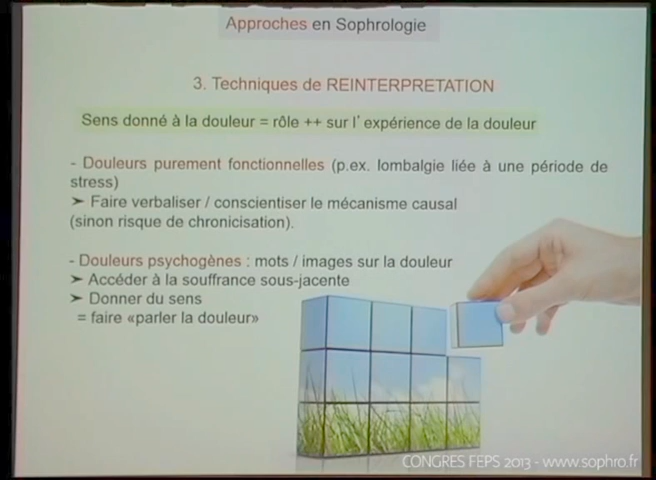 Approches en Sophrologie
3. Techniques de REINTERPRETATION
Sens donné à la douleur = rôle ++ sur l'expérience de la douleur
- Douleurs purement fonctionnelles (p.ex. lombalgie liée à une période de
stress)
➤ Faire verbaliser / conscientiser le mécanisme causal
(sinon risque de chronicisation).
- Douleurs psychogènes : mots / images sur la douleur
➤ Accéder à la souffrance sous-jacente
➤ Donner du sens
= faire «parler la douleur»
CONGRES FEPS 2013 - www.sophro.fr